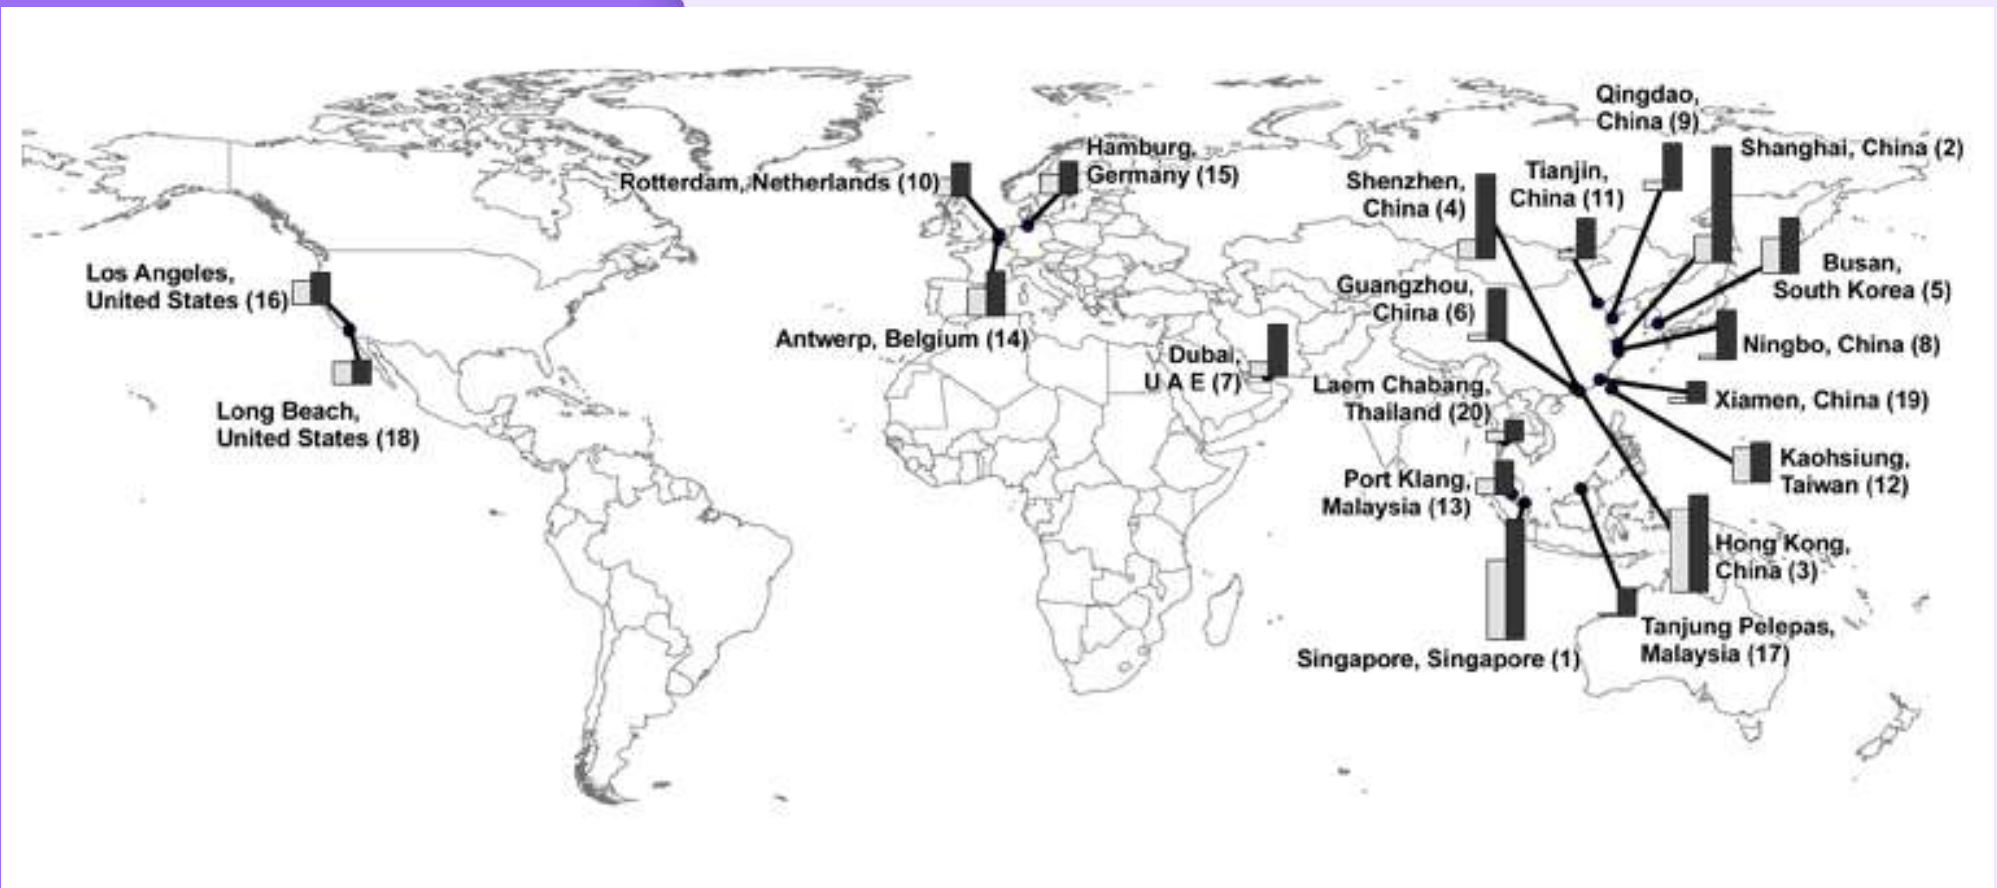 Qingdao,
China (9)
Shanghai, China (2)
Hamburg,
Germany (15)
Rotterdam, Netherlands (10)
Shenzhen,
China (4)
Tianjin,
China (11)
Los Angeles,
United States (16)
Busan,
South Korea (5)
Guangzhou,
China (6)
Antwerp, Belgium (14)
Ningbo, China (8)
Dubai,
U A E (7)
Laem Chabang,
Thailand (20)
Xiamen, China (19)
Long Beach,
United States (18)
Kaohsiung,
Taiwan (12)
Port Klang,
Malaysia (13)
Hong Kong,
China (3)
Tanjung Pelepas,
Malaysia (17)
Singapore, Singapore (1)